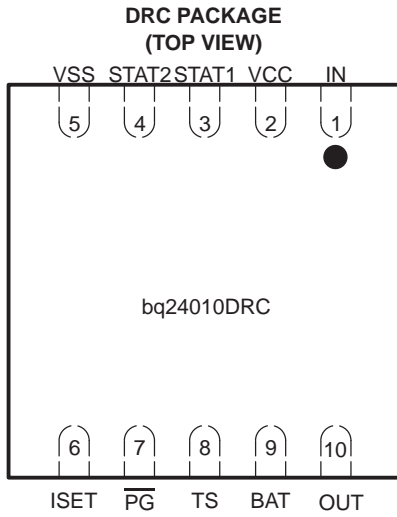 DRC PACKAGE
(TOP VIEW)
VSS STAT2 STAT1 VCC IN
5 4 3 2 1
bq24010DRC
6 7 8 9 10
ISET P̅G̅ TS BAT OUT